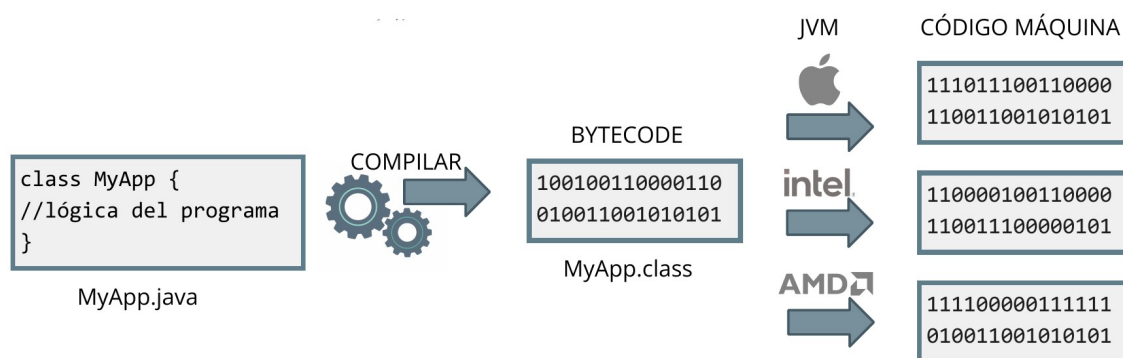 class MyApp {
//lógica del programa
}
MyApp.java
COMPILAR
BYTECODE
100100110000110
010011001010101
MyApp.class
JVM
CÓDIGO MÁQUINA
111011100110000
110011001010101
intel.
110000100110000
110011100000101
AMD
111100000111111
010011001010101